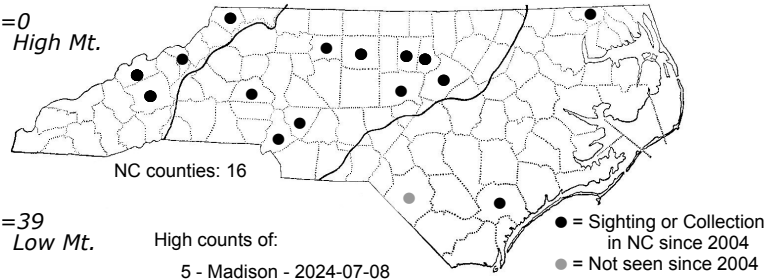 =0
High Mt.
NC counties: 16
=39
Low Mt.
High counts of:
5 - Madison - 2024-07-08
= Sighting or Collection
in NC since 2004
= Not seen since 2004